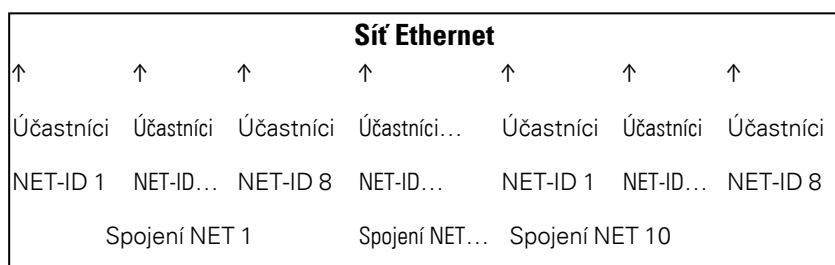 Síť Ethernet
↑ ↑ ↑ ↑ ↑ ↑ ↑
Účastníci Účastníci Účastníci Účastníci… Účastníci Účastníci Účastníci
NET-ID 1 NET-ID… NET-ID 8 NET-ID… NET-ID 1 NET-ID… NET-ID 8
Spojení NET 1 Spojení NET… Spojení NET 10